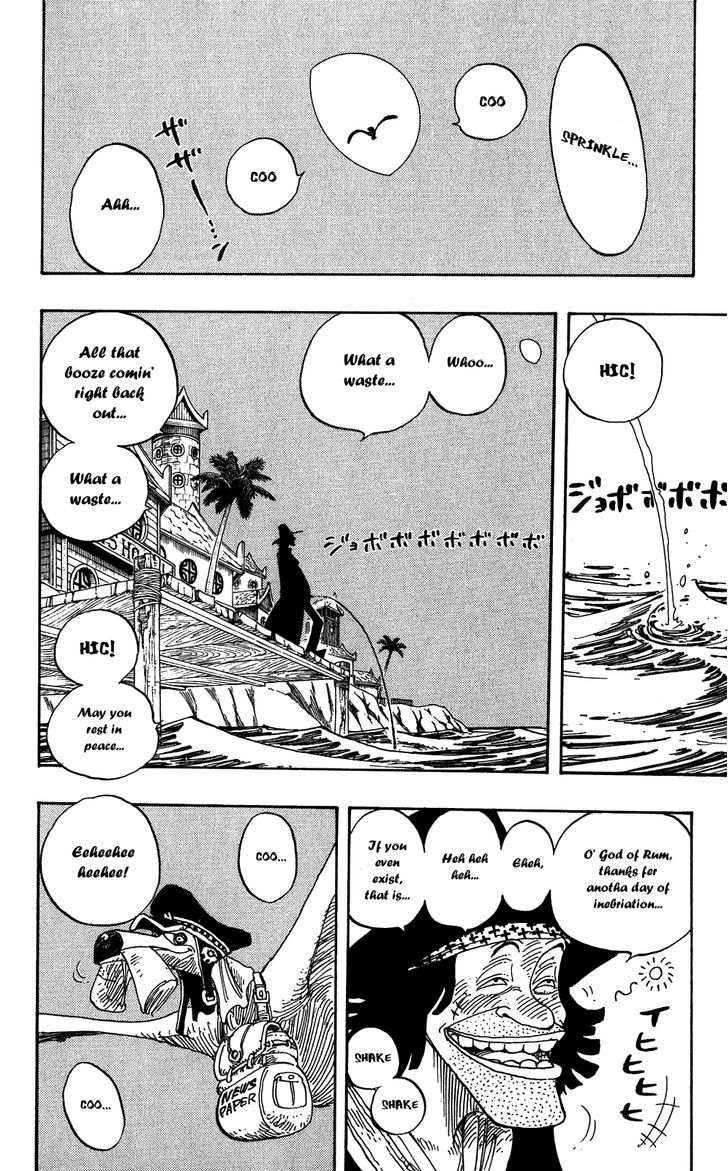 SPRINKLE...
COO
COO
ザザザ...ーン
Ahh...
HIC!
ジョボボボボ
Whoo...
What a
waste...
ジョボボボボボボボ
All that
booze comin'
right back
out...
What a
waste...
HIC!
May you
rest in
peace...
O' God of Rum,
thanks fer
anotha day of
inebriation...
Eheh,
Heh heh
heh...
If you
even
exist,
that is...
イヒヒヒヒ
SHAKE
SHAKE
COO...
Eeheehee
heehee!
NEWS
PAPER
COO...